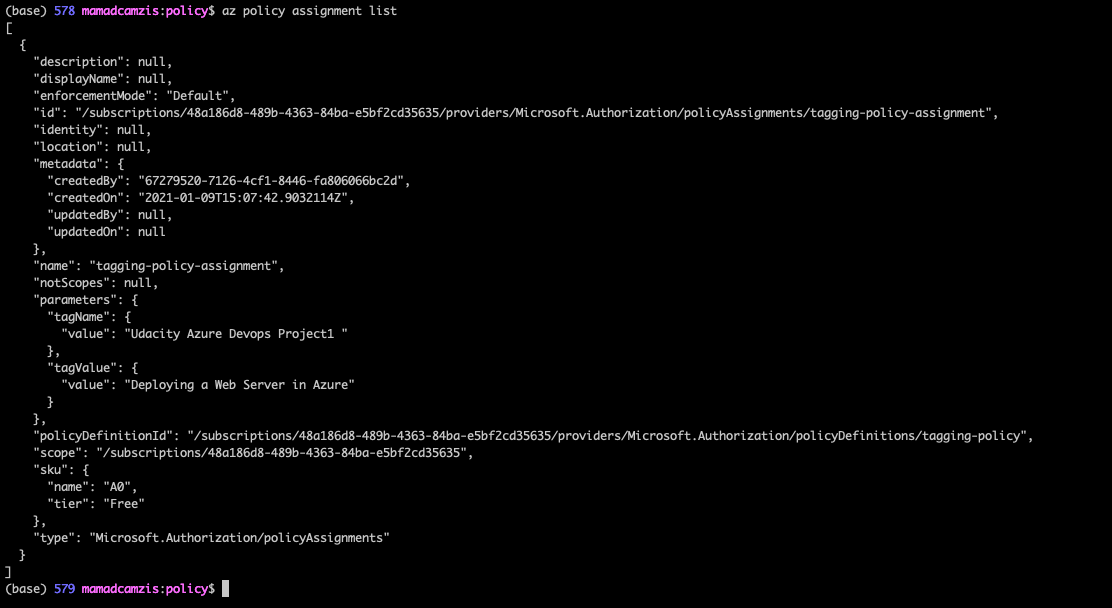 (base) 578 mamadcamzis:policy$ az policy assignment list
[
  {
    "description": null,
    "displayName": null,
    "enforcementMode": "Default",
    "id": "/subscriptions/48a186d8-489b-4363-84ba-e5bf2cd35635/providers/Microsoft.Authorization/policyAssignments/tagging-policy-assignment",
    "identity": null,
    "location": null,
    "metadata": {
      "createdBy": "67279520-7126-4cf1-8446-fa806066bc2d",
      "createdOn": "2021-01-09T15:07:42.9032114Z",
      "updatedBy": null,
      "updatedOn": null
    },
    "name": "tagging-policy-assignment",
    "notScopes": null,
    "parameters": {
      "tagName": {
        "value": "Udacity Azure Devops Project1 "
      },
      "tagValue": {
        "value": "Deploying a Web Server in Azure"
      }
    },
    "policyDefinitionId": "/subscriptions/48a186d8-489b-4363-84ba-e5bf2cd35635/providers/Microsoft.Authorization/policyDefinitions/tagging-policy",
    "scope": "/subscriptions/48a186d8-489b-4363-84ba-e5bf2cd35635",
    "sku": {
      "name": "A0",
      "tier": "Free"
    },
    "type": "Microsoft.Authorization/policyAssignments"
  }
]
(base) 579 mamadcamzis:policy$